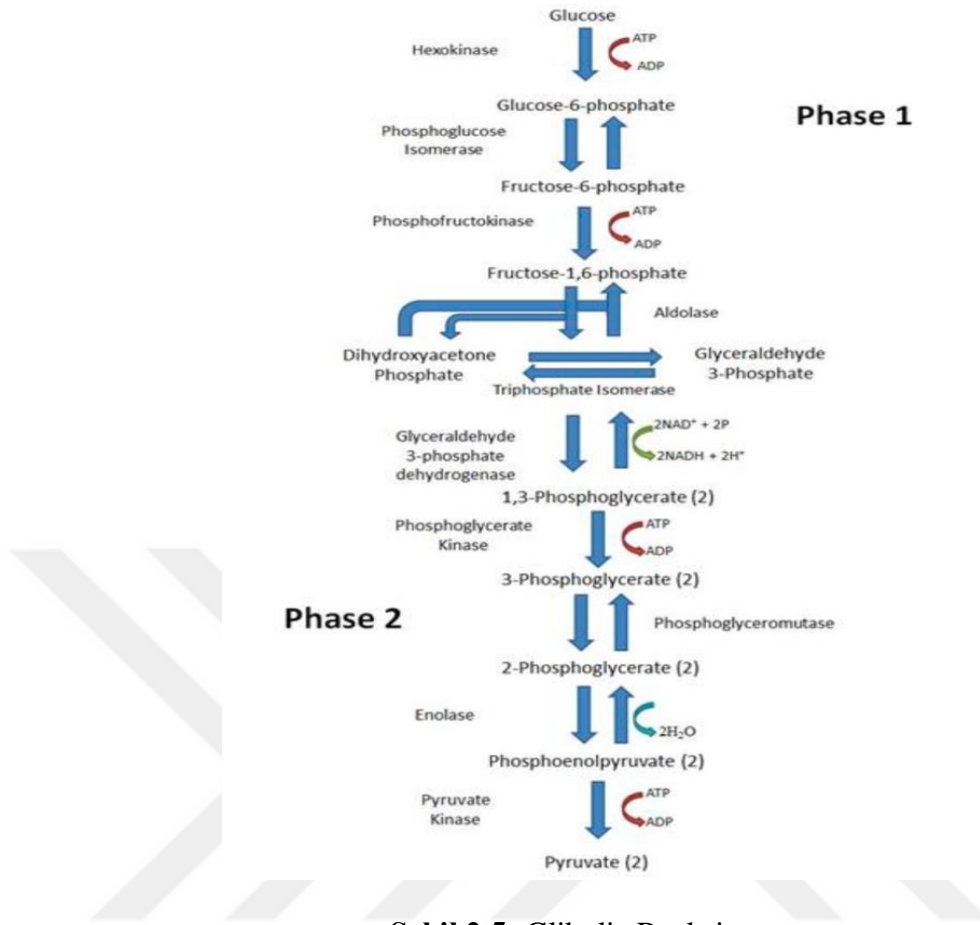 Glucose
Hexokinase
ATP
ADP
Glucose-6-phosphate
Phase 1
Phosphoglucose
Isomerase
Fructose-6-phosphate
Phosphofructokinase
ATP
ADP
Fructose-1,6-phosphate
Aldolase
Dihydroxyacetone
Phosphate
Glyceraldehyde
3-Phosphate
Triphosphate Isomerase
Glyceraldehyde
3-phosphate
dehydrogenase
2NAD⁺ + 2P
2NADH + 2H⁺
1,3-Phosphoglycerate (2)
Phosphoglycerate
Kinase
ATP
ADP
3-Phosphoglycerate (2)
Phase 2
Phosphoglyceromutase
2-Phosphoglycerate (2)
Enolase
2H₂O
Phosphoenolpyruvate (2)
Pyruvate
Kinase
ATP
ADP
Pyruvate (2)